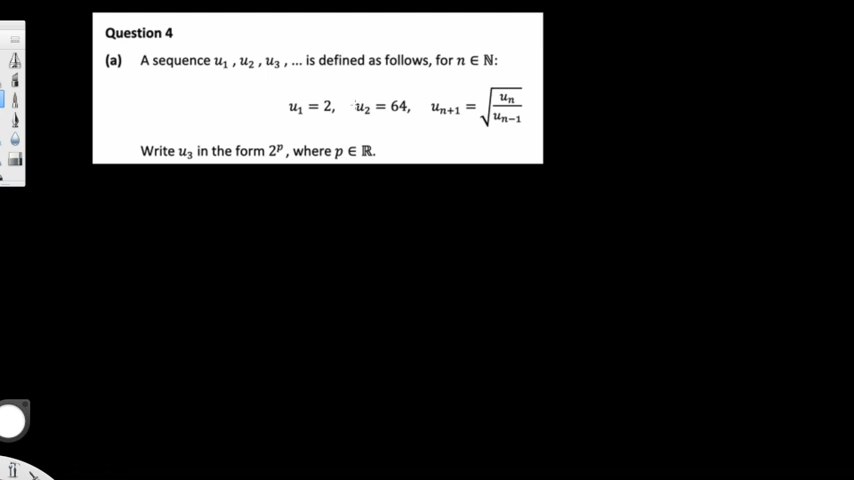 Question 4
(a) A sequence u₁ , u₂ , u₃ , ... is defined as follows, for n ∈ ℕ:
u₁ = 2, u₂ = 64, uₙ₊₁ = √(uₙ/uₙ₋₁)
Write u₃ in the form 2ᵖ , where p ∈ ℝ.